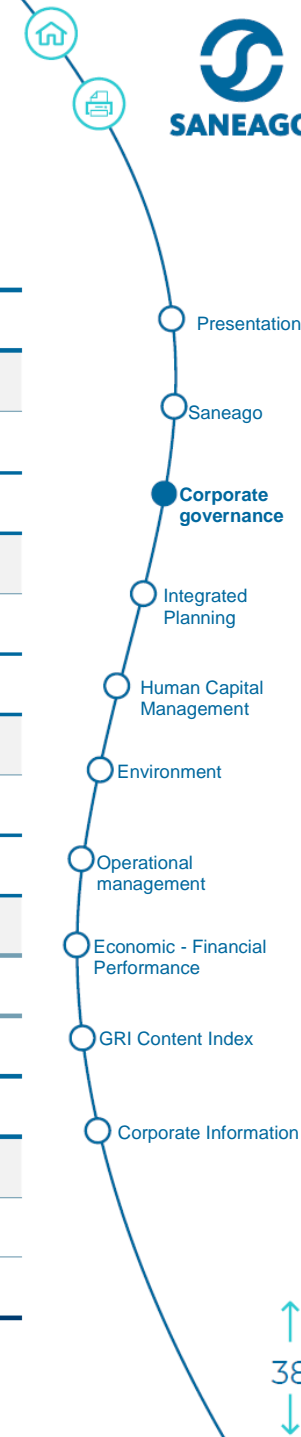 SANEAGO
Presentation
Saneago
Corporate
governance
Integrated
Planning
Human Capital
Management
Environment
Operational
management
Economic - Financial
Performance
GRI Content Index
Corporate Information
38